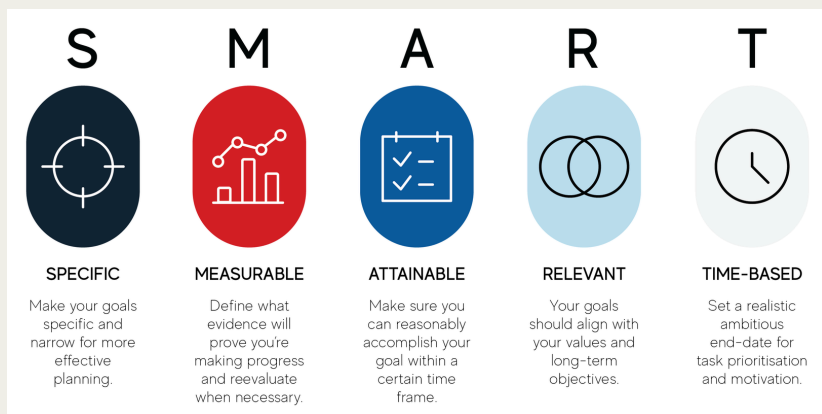 S
M
A
R
T
SPECIFIC
Make your goals
specific and
narrow for more
effective
planning.
MEASURABLE
Define what
evidence will
prove you're
making progress
and reevaluate
when necessary.
ATTAINABLE
Make sure you
can reasonably
accomplish your
goal within a
certain time
frame.
RELEVANT
Your goals
should align with
your values and
long-term
objectives.
TIME-BASED
Set a realistic
ambitious
end-date for
task prioritisation
and motivation.